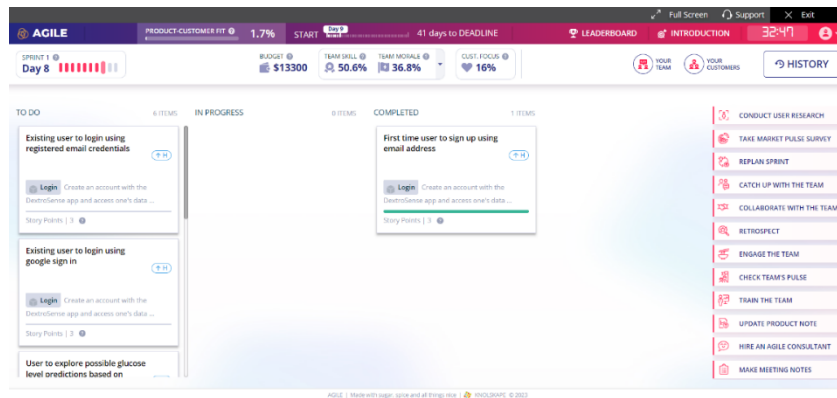 Full Screen Support X Exit
AGILE PRODUCT-CUSTOMER FIT 1.7% START Day 9 41 days to DEADLINE LEADERBOARD INTRODUCTION 32:47
SPRINT 1
Day 8
BUDGET
$13300
TEAM SKILL
50.6%
TEAM MORALE
36.8%
CUST. FOCUS
16%
YOUR
TEAM
YOUR
CUSTOMERS
HISTORY
TO DO 6 ITEMS
Existing user to login using
registered email credentials
H
Login Create an account with the
DextroSense app and access one's data ...
Story Points | 3
Existing user to login using
google sign in
H
Login Create an account with the
DextroSense app and access one's data ...
Story Points | 3
User to explore possible glucose
level predictions based on
IN PROGRESS 0 ITEMS
COMPLETED 1 ITEMS
First time user to sign up using
email address
H
Login Create an account with the
DextroSense app and access one's data ...
Story Points | 3
CONDUCT USER RESEARCH
TAKE MARKET PULSE SURVEY
REPLAN SPRINT
CATCH UP WITH THE TEAM
COLLABORATE WITH THE TEAM
RETROSPECT
ENGAGE THE TEAM
CHECK TEAM'S PULSE
TRAIN THE TEAM
UPDATE PRODUCT NOTE
HIRE AN AGILE CONSULTANT
MAKE MEETING NOTES
AGILE | Made with sugar, spice and all things nice | KNOLSKAPE © 2023